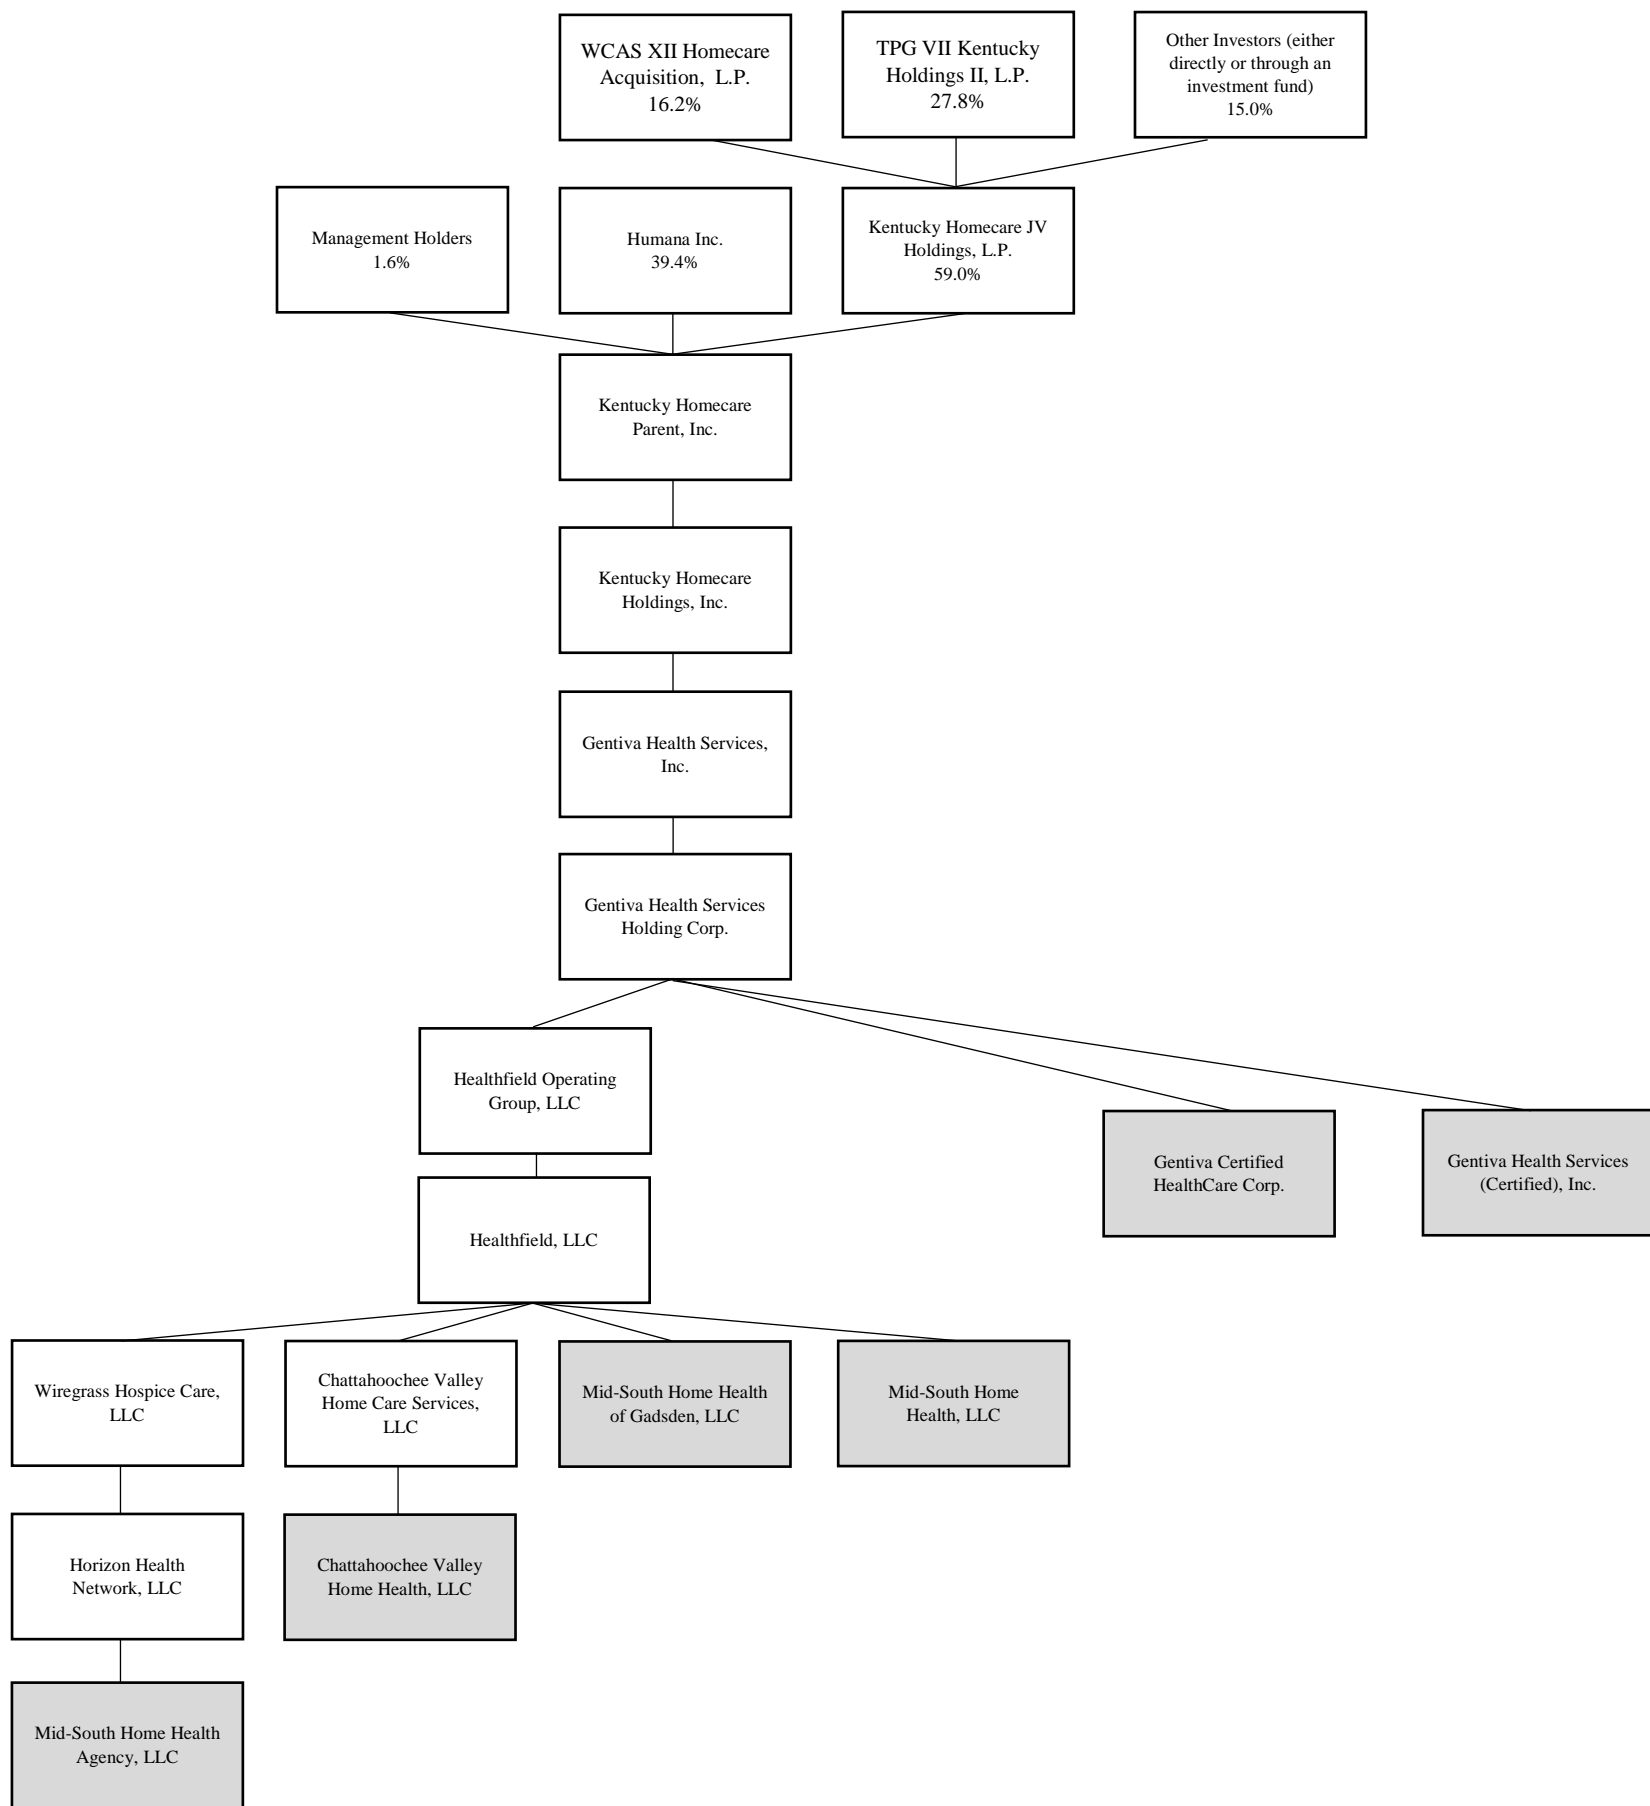 WCAS XII Homecare
Acquisition, L.P.
16.2%
TPG VII Kentucky
Holdings II, L.P.
27.8%
Other Investors (either
directly or through an
investment fund)
15.0%
Management Holders
1.6%
Humana Inc.
39.4%
Kentucky Homecare JV
Holdings, L.P.
59.0%
Kentucky Homecare
Parent, Inc.
Kentucky Homecare
Holdings, Inc.
Gentiva Health Services,
Inc.
Gentiva Health Services
Holding Corp.
Healthfield Operating
Group, LLC
Gentiva Certified
HealthCare Corp.
Gentiva Health Services
(Certified), Inc.
Healthfield, LLC
Wiregrass Hospice Care,
LLC
Chattahoochee Valley
Home Care Services,
LLC
Mid-South Home Health
of Gadsden, LLC
Mid-South Home
Health, LLC
Horizon Health
Network, LLC
Chattahoochee Valley
Home Health, LLC
Mid-South Home Health
Agency, LLC